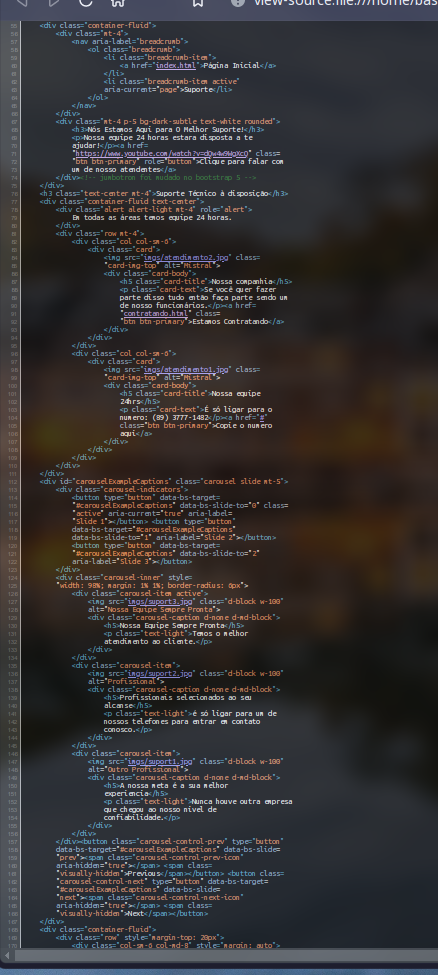 view-source:file:///home/bas
<div class="container-fluid">
<div class="mt-4">
<nav aria-label="breadcrumb">
<ol class="breadcrumb">
<li class="breadcrumb-item">
<a href="index.html">Página Inicial</a>
</li>
<li class="breadcrumb-item active"
aria-current="page">Suporte</li>
</ol>
</nav>
</div>
<div class="mt-4 p-5 bg-dark-subtle text-white rounded">
<h3>Nós Estamos Aqui para O Melhor Suporte!</h3>
<p>Nossa equipe 24 horas estara disposta a te
ajudar!</p><a href=
"https://www.youtube.com/watch?v=dQw4w9WgXcQ" class=
"btn btn-primary" role="button">Clique para falar com
um de nosso atendentes</a>
</div><!-- jumbotron foi mudado no bootstrap 5 -->
</div>
<h3 class="text-center mt-4">Suporte Técnico à disposição</h3>
<div class="container-fluid text-center">
<div class="alert alert-light mt-4" role="alert">
Em todas as áreas temos equipe 24 horas.
</div>
<div class="row mt-4">
<div class="col col-sm-6">
<div class="card">
<img src="imgs/atendimento2.jpg" class=
"card-img-top" alt="Mistral">
<div class="card-body">
<h5 class="card-title">Nossa companhia</h5>
<p class="card-text">Se você quer fazer
parte disso tudo então faça parte sendo um
de nosso funcionários.</p><a href=
"contratando.html" class=
"btn btn-primary">Estamos Contratando</a>
</div>
</div>
</div>
<div class="col col-sm-6">
<div class="card">
<img src="imgs/atendimento1.jpg" class=
"card-img-top" alt="Mistral">
<div class="card-body">
<h5 class="card-title">Nossa equipe
24hrs</h5>
<p class="card-text">É só ligar para o
numero: (89) 3777-1482</p><a href="#"
class="btn btn-primary">Copie o numero
aqui</a>
</div>
</div>
</div>
</div>
</div>
<div id="carouselExampleCaptions" class="carousel slide mt-5">
<div class="carousel-indicators">
<button type="button" data-bs-target=
"#carouselExampleCaptions" data-bs-slide-to="0" class=
"active" aria-current="true" aria-label=
"Slide 1"></button> <button type="button"
data-bs-target="#carouselExampleCaptions"
data-bs-slide-to="1" aria-label="Slide 2"></button>
<button type="button" data-bs-target=
"#carouselExampleCaptions" data-bs-slide-to="2"
aria-label="Slide 3"></button>
</div>
<div class="carousel-inner" style=
"width: 98%; margin: 1% 1%; border-radius: 6px">
<div class="carousel-item active">
<img src="imgs/suport3.jpg" class="d-block w-100"
alt="Nossa Equipe Sempre Pronta">
<div class="carousel-caption d-none d-md-block">
<h5>Nossa Equipe Sempre Pronta</h5>
<p class="text-light">Temos o melhor
atendimento ao cliente.</p>
</div>
</div>
<div class="carousel-item">
<img src="imgs/suport2.jpg" class="d-block w-100"
alt="Profissional">
<div class="carousel-caption d-none d-md-block">
<h5>Profissionais selecionados ao seu
alcanse</h5>
<p class="text-light">é só ligar para um de
nossos telefones para entrar em contato
conosco.</p>
</div>
</div>
<div class="carousel-item">
<img src="imgs/suport1.jpg" class="d-block w-100"
alt="Outro Profissional">
<div class="carousel-caption d-none d-md-block">
<h5>A nossa meta é a sua melhor
experiencia</h5>
<p class="text-light">Nunca houve outra empresa
que chegou ao nosso nível de
confiabilidade.</p>
</div>
</div>
</div><button class="carousel-control-prev" type="button"
data-bs-target="#carouselExampleCaptions" data-bs-slide=
"prev"><span class="carousel-control-prev-icon"
aria-hidden="true"></span> <span class=
"visually-hidden">Previous</span></button> <button class=
"carousel-control-next" type="button" data-bs-target=
"#carouselExampleCaptions" data-bs-slide=
"next"><span class="carousel-control-next-icon"
aria-hidden="true"></span> <span class=
"visually-hidden">Next</span></button>
</div>
<div class="container-fluid">
<div class="row" style="margin-top: 20px">
<div class="col-sm-6 col-md-8" style="margin: auto">